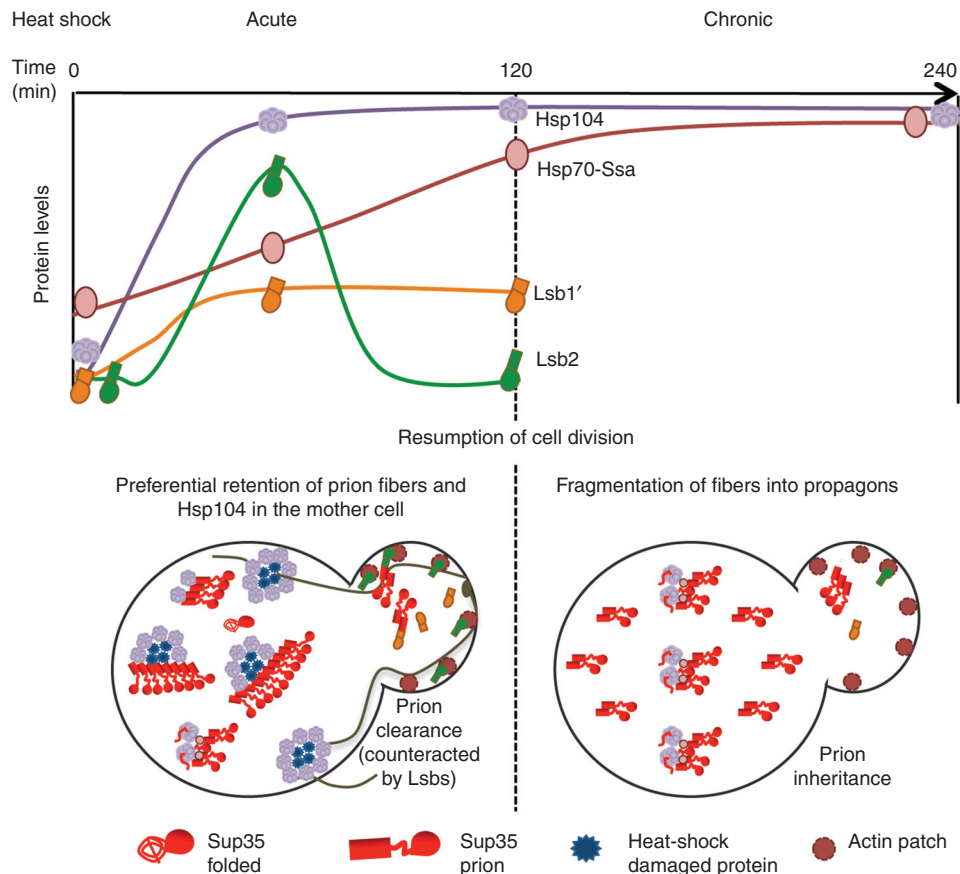 Heat shock Acute Chronic
Time 0 120 240
(min)
Protein levels
Hsp104
Hsp70-Ssa
Lsb1′
Lsb2
Resumption of cell division
Preferential retention of prion fibers and
Hsp104 in the mother cell
Fragmentation of fibers into propagons
Prion
clearance
(counteracted
by Lsbs)
Prion
inheritance
Sup35
folded
Sup35
prion
Heat-shock
damaged protein
Actin patch